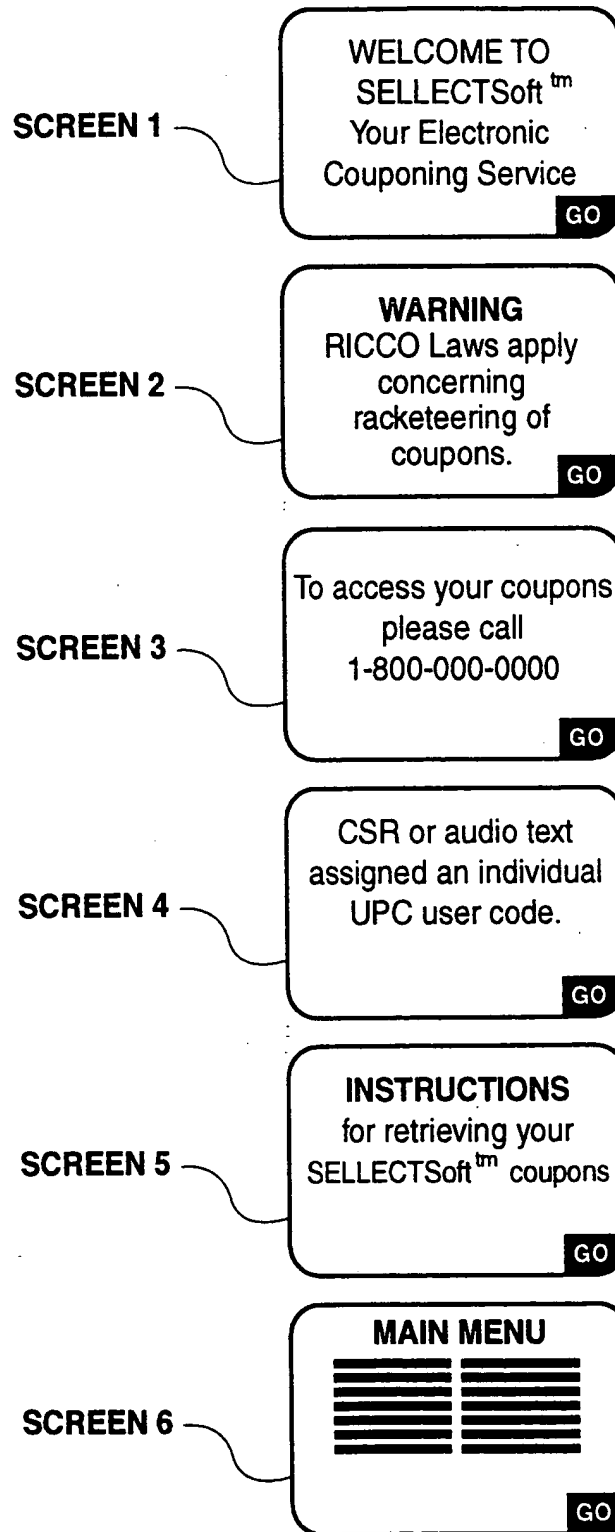 SCREEN 1
WELCOME TO
SELLECTSoft tm
Your Electronic
Couponing Service
GO
SCREEN 2
WARNING
RICCO Laws apply
concerning
racketeering of
coupons.
GO
SCREEN 3
To access your coupons
please call
1-800-000-0000
GO
SCREEN 4
CSR or audio text
assigned an individual
UPC user code.
GO
SCREEN 5
INSTRUCTIONS
for retrieving your
SELLECTSoft tm coupons
GO
SCREEN 6
MAIN MENU
GO